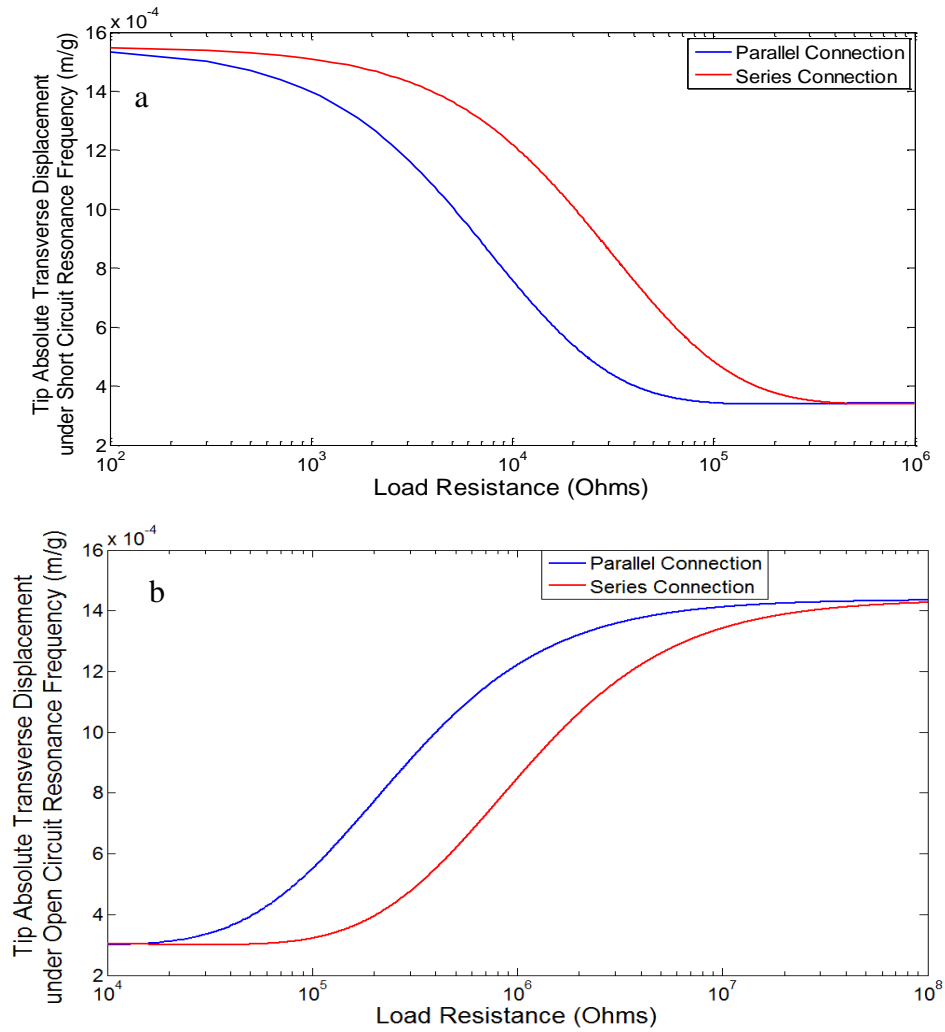 16 x 10^-4
Parallel Connection
Series Connection
a
14
12
10
8
6
4
2
10^2
10^3
10^4
10^5
10^6
Load Resistance (Ohms)
Tip Absolute Transverse Displacement
under Short Circuit Resonance Frequency (m/g)
16 x 10^-4
Parallel Connection
Series Connection
b
14
12
10
8
6
4
2
10^4
10^5
10^6
10^7
10^8
Load Resistance (Ohms)
Tip Absolute Transverse Displacement
under Open Circuit Resonance Frequency (m/g)